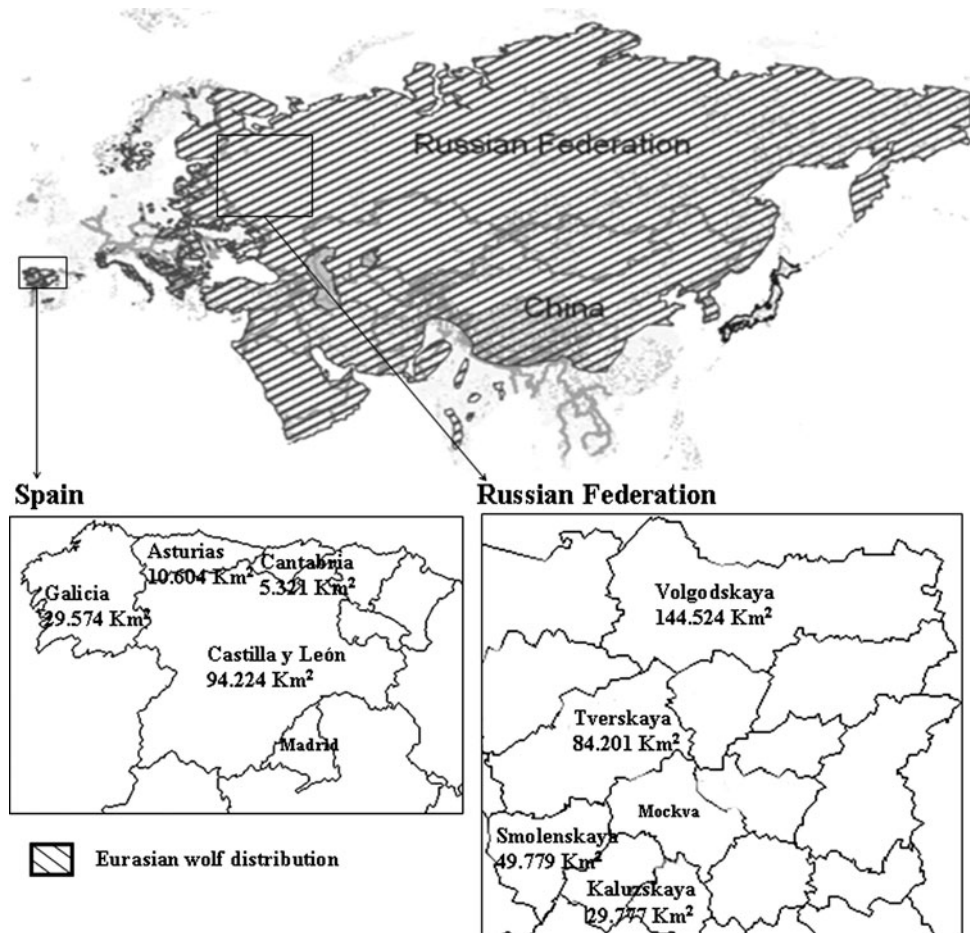 Russian Federation
China
Spain
Russian Federation
Asturias
10.604 Km²
Cantabria
5.321 Km²
Galicia
29.574 Km²
Castilla y León
94.224 Km²
Madrid
Volgodskaya
144.524 Km²
Tverskaya
84.201 Km²
Mockva
Smolenskaya
49.779 Km²
Kaluzskaya
29.777 Km²
Eurasian wolf distribution